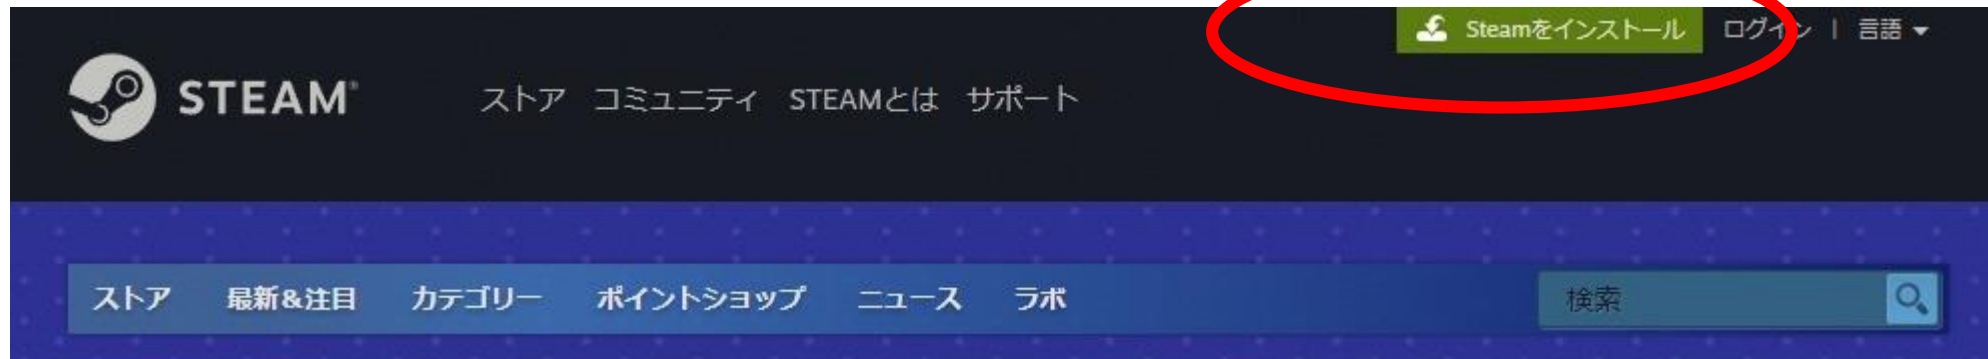 Steamをインストール ログイン | 言語
STEAM® ストア コミュニティ STEAMとは サポート
ストア 最新&注目 カテゴリー ポイントショップ ニュース ラボ 検索